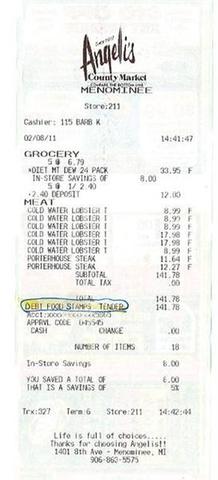 Angeli's
County Market
MENOMINEE
Store:211
Cashier: 115 BARB K
02/08/11 14:41:47
GROCERY
5 @ 6.79
*DIET MT DEW 24 PACH 33.95 F
IN-STORE SAVINGS OF 8.00
5 @ 1/ 2.40
+2.40 DEPOSIT 12.00
MEAT
COLD WATER LOBSTER T 8.99 F
COLD WATER LOBSTER T 8.99 F
COLD WATER LOBSTER T 8.99 F
COLD WATER LOBSTER T 17.98 F
COLD WATER LOBSTER T 17.98 F
COLD WATER LOBSTER T 8.99 F
PORTERHOUSE STEAK 11.64 F
PORTERHOUSE STEAK 12.27 F
SUBTOTAL 141.78
TOTAL TAX .00
TOTAL 141.78
DEBT FOOD STAMPS TENDER 141.78
Acct:
APPRVL CODE
CASH CHANGE .00
NUMBER OF ITEMS 18
In-Store Savings 8.00
YOU SAVED A TOTAL OF 8.00
THAT IS A SAVINGS OF 5%
Trx:327 Term:6 Store:211 14:42:44
Life is full of choices.....
Thanks for choosing Angelis!!
1401 8th Ave - Menominee, MI
906-863-5575